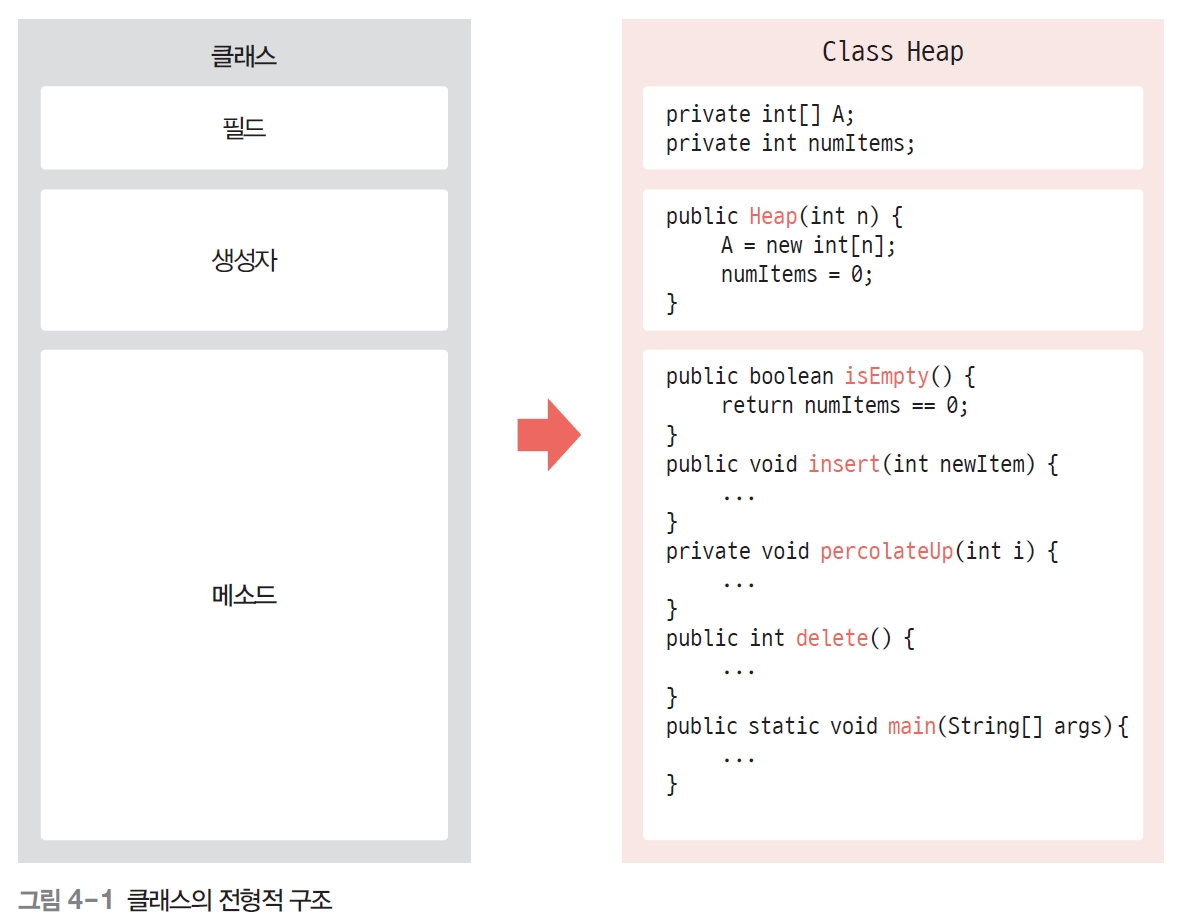 클래스
필드
생성자
메소드
Class Heap
private int[] A;
private int numItems;
public Heap(int n) {
A = new int[n];
numItems = 0;
}
public boolean isEmpty() {
return numItems == 0;
}
public void insert(int newItem) {
...
}
private void percolateUp(int i) {
...
}
public int delete() {
...
}
public static void main(String[] args){
...
}
그림 4-1 클래스의 전형적 구조